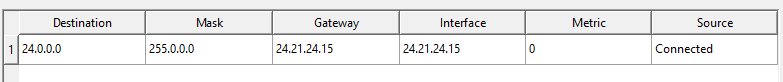 Destination Mask Gateway Interface Metric Source
1 24.0.0.0 255.0.0.0 24.21.24.15 24.21.24.15 0 Connected